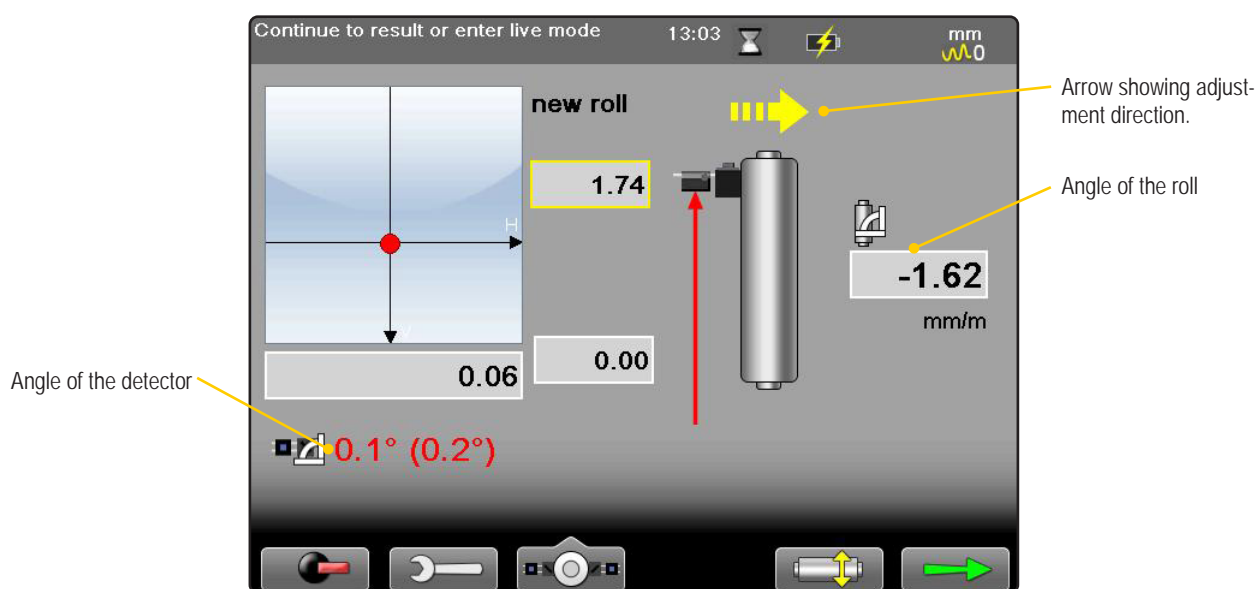 Continue to result or enter live mode
13:03
mm
0
new roll
Arrow showing adjust-
ment direction.
1.74
Angle of the roll
H
-1.62
mm/m
V
0.00
0.06
Angle of the detector
0.1° (0.2°)